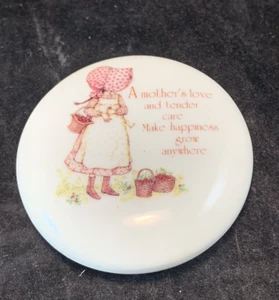 A mother's love
and tender
care
Make happiness
grow
anywhere